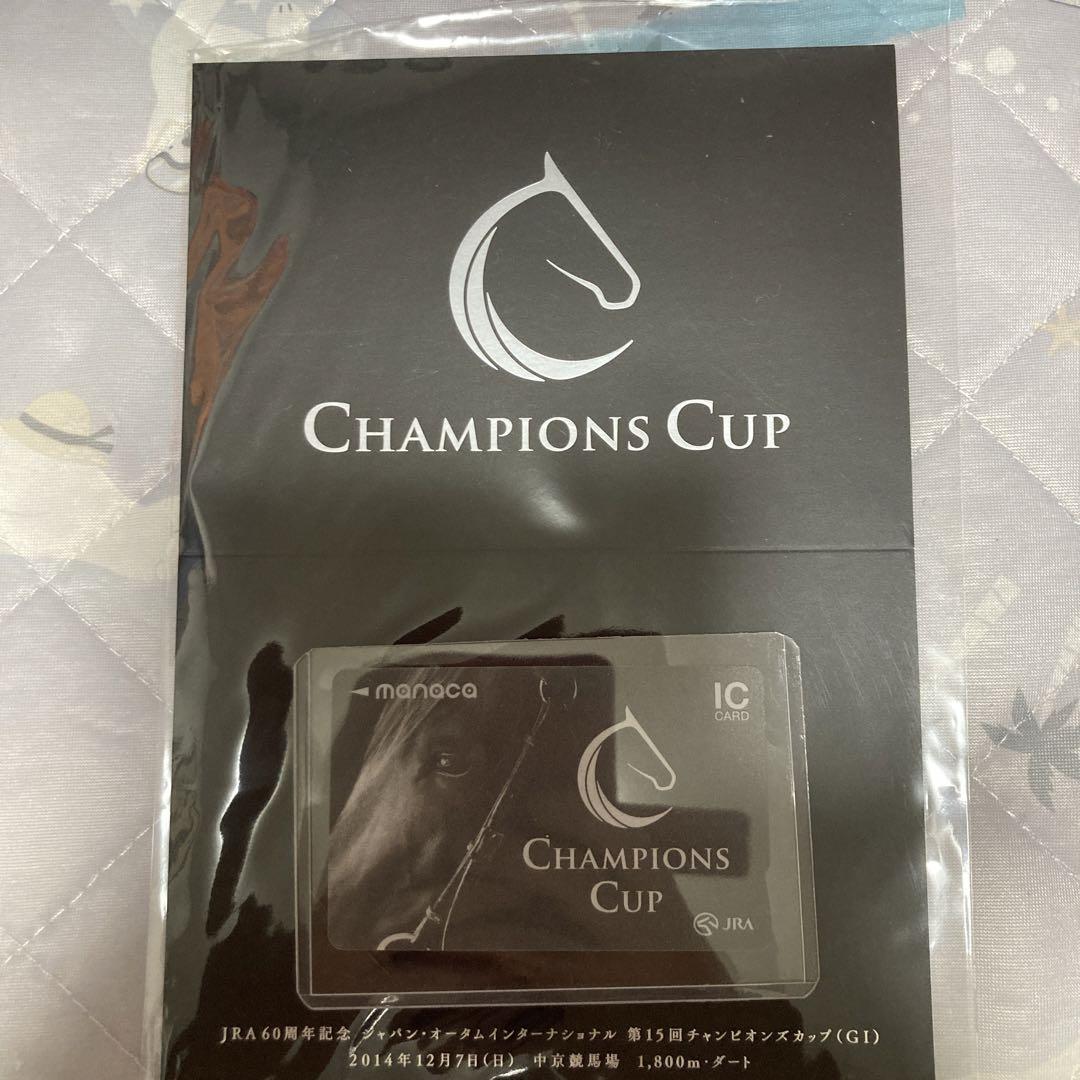 CHAMPIONS CUP
manaca
IC
CARD
CHAMPIONS
CUP
JRA
JRA60周年記念 ジャパン・オータムインターナショナル 第15回チャンピオンズカップ(GI)
2014年12月7日(日) 中京競馬場 1,800m・ダート